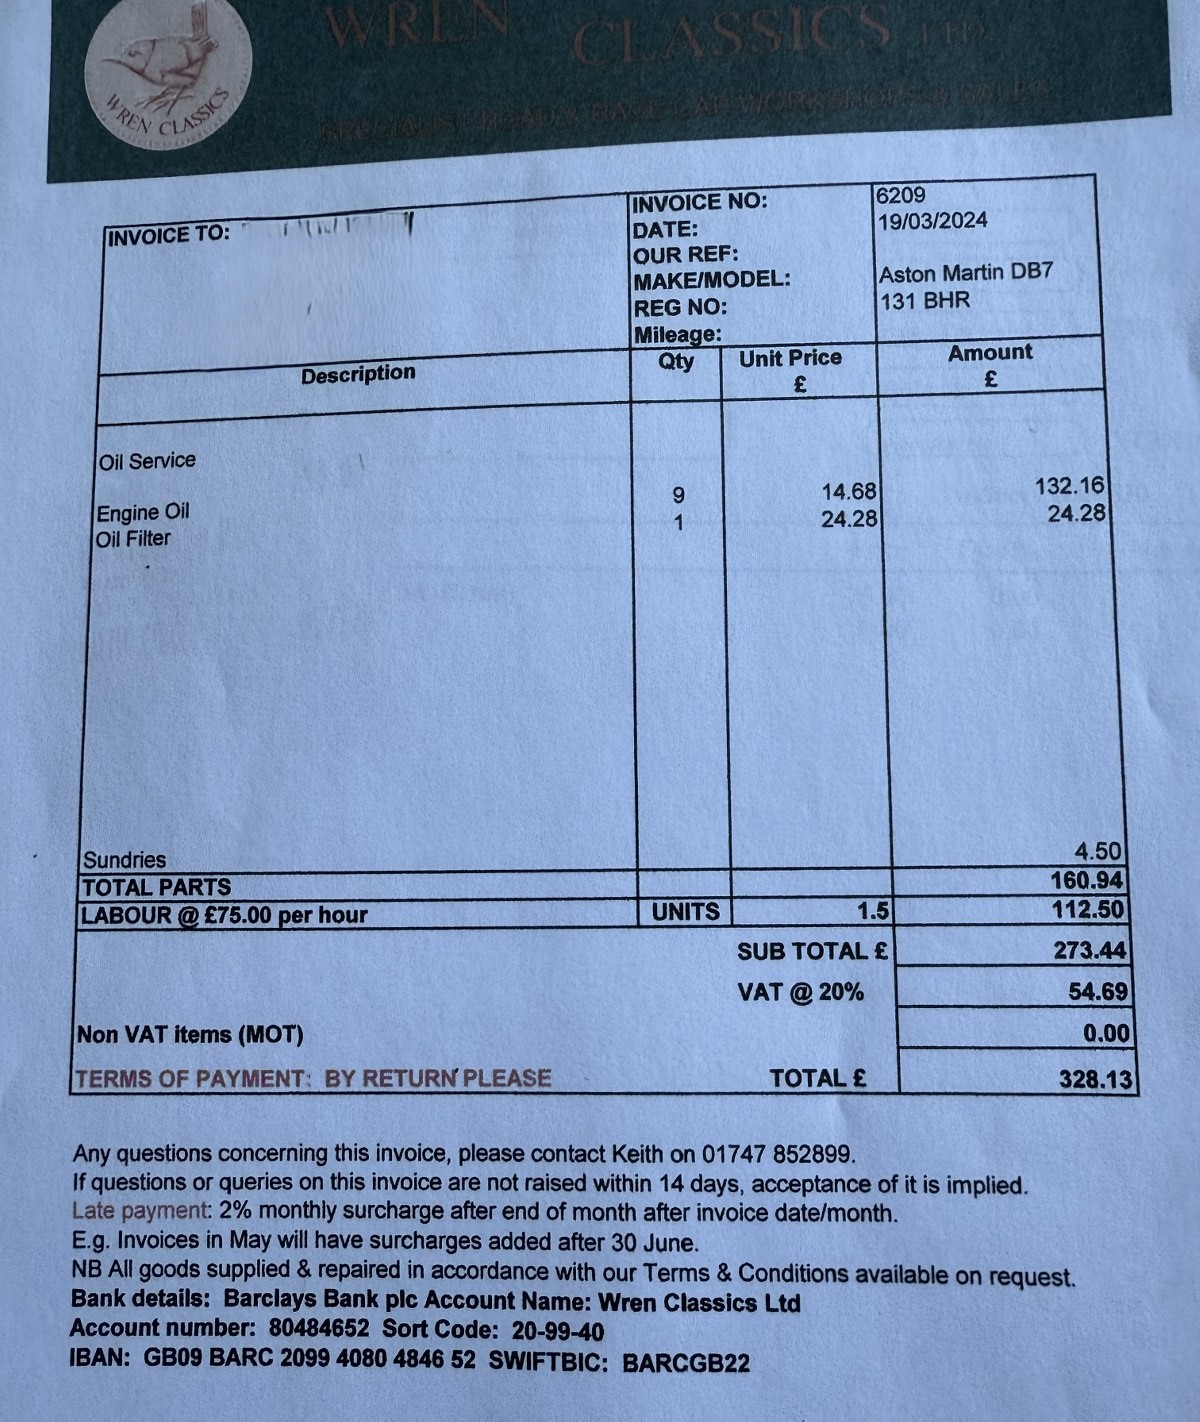 WREN CLASSICS LTD
WREN CLASSICS
INVOICE TO:
INVOICE NO: 6209
DATE: 19/03/2024
OUR REF:
MAKE/MODEL: Aston Martin DB7
REG NO: 131 BHR
Mileage:
Description Qty Unit Price Amount
£ £
Oil Service
Engine Oil 9 14.68 132.16
Oil Filter 1 24.28 24.28
Sundries 4.50
TOTAL PARTS 160.94
LABOUR @ £75.00 per hour UNITS 1.5 112.50
SUB TOTAL £ 273.44
VAT @ 20% 54.69
Non VAT items (MOT) 0.00
TERMS OF PAYMENT: BY RETURN PLEASE TOTAL £ 328.13
Any questions concerning this invoice, please contact Keith on 01747 852899.
If questions or queries on this invoice are not raised within 14 days, acceptance of it is implied.
Late payment: 2% monthly surcharge after end of month after invoice date/month.
E.g. Invoices in May will have surcharges added after 30 June.
NB All goods supplied & repaired in accordance with our Terms & Conditions available on request.
Bank details: Barclays Bank plc Account Name: Wren Classics Ltd
Account number: 80484652 Sort Code: 20-99-40
IBAN: GB09 BARC 2099 4080 4846 52 SWIFTBIC: BARCGB22